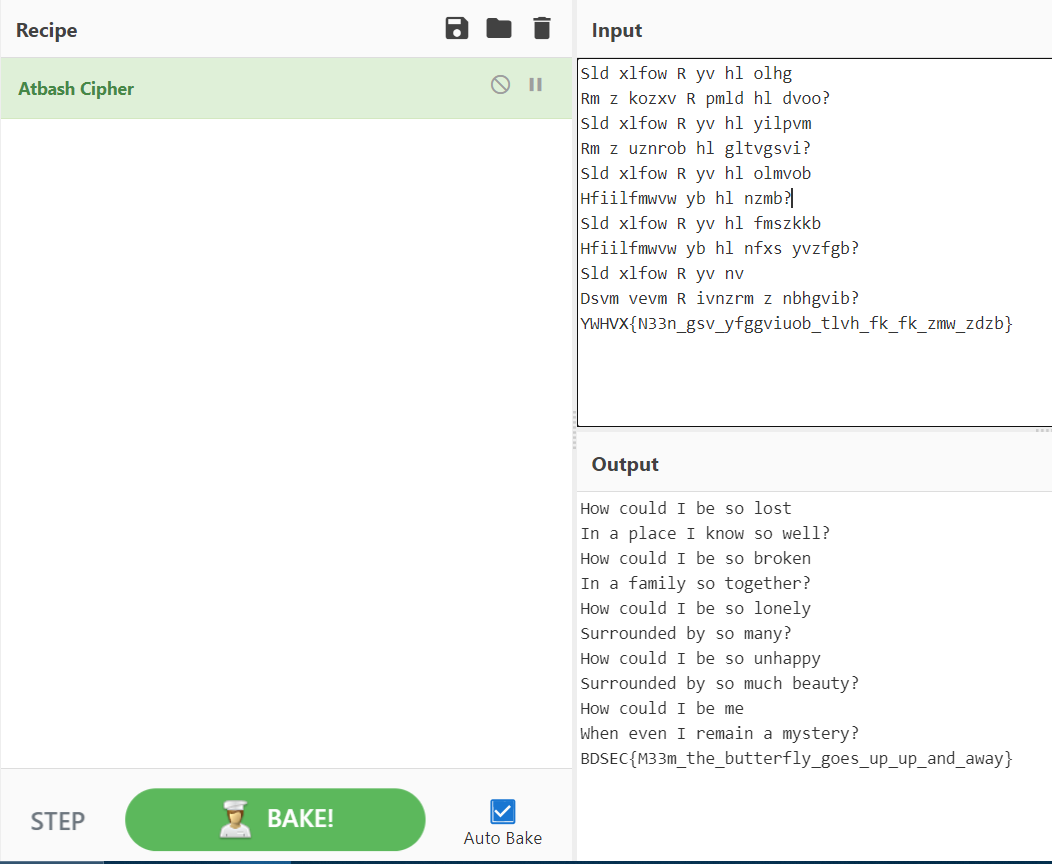 Recipe
Atbash Cipher
STEP
BAKE!
Auto Bake
Input
Sld xlfow R yv hl olhg
Rm z kozxv R pmld hl dvoo?
Sld xlfow R yv hl yilpvm
Rm z uznrob hl gltvgsvi?
Sld xlfow R yv hl olmvob
Hfiilfmwvw yb hl nzmb?
Sld xlfow R yv hl fmszkkb
Hfiilfmwvw yb hl nfxs yvzfgb?
Sld xlfow R yv nv
Dsvm vevm R ivnzrm z nbhgvib?
YWHVX{N33n_gsv_yfggviuob_tlvh_fk_fk_zmw_zdzb}
Output
How could I be so lost
In a place I know so well?
How could I be so broken
In a family so together?
How could I be so lonely
Surrounded by so many?
How could I be so unhappy
Surrounded by so much beauty?
How could I be me
When even I remain a mystery?
BDSEC{M33m_the_butterfly_goes_up_up_and_away}